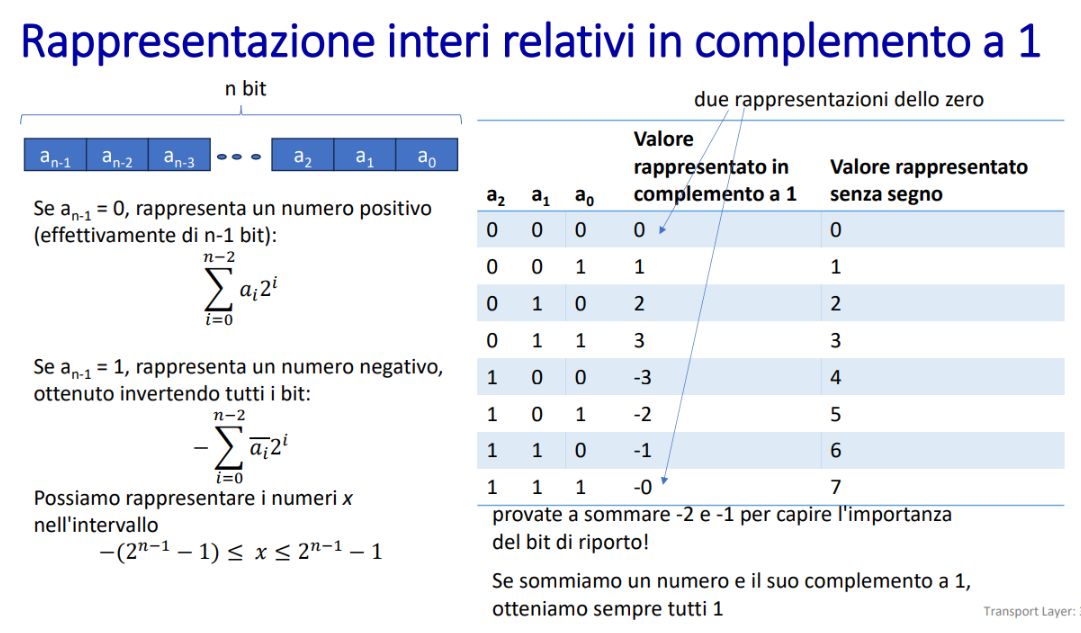 Rappresentazione interi relativi in complemento a 1
n bit
a_{n-1} a_{n-2} a_{n-3} ••• a_2 a_1 a_0
Se a_{n-1} = 0, rappresenta un numero positivo
(effettivamente di n-1 bit):
\sum_{i=0}^{n-2} a_i 2^i
Se a_{n-1} = 1, rappresenta un numero negativo,
ottenuto invertendo tutti i bit:
-\sum_{i=0}^{n-2} \overline{a_i} 2^i
Possiamo rappresentare i numeri x
nell'intervallo
−(2^{n−1} − 1) ≤ x ≤ 2^{n−1} − 1
due rappresentazioni dello zero
a_2 a_1 a_0 Valore rappresentato in complemento a 1 Valore rappresentato senza segno
0 0 0 0 0
0 0 1 1 1
0 1 0 2 2
0 1 1 3 3
1 0 0 -3 4
1 0 1 -2 5
1 1 0 -1 6
1 1 1 -0 7
provate a sommare -2 e -1 per capire l'importanza
del bit di riporto!
Se sommiamo un numero e il suo complemento a 1,
otteniamo sempre tutti 1
Transport Layer: